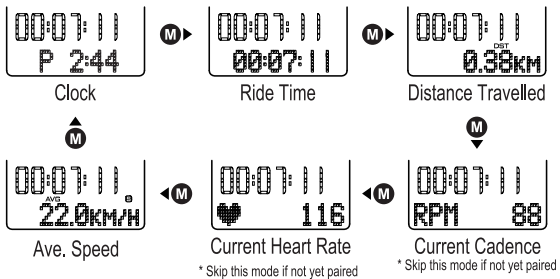 00:07:11
P 2:44
Clock
M
00:07:11
00:07:11
Ride Time
M
00:07:11
DST
0.38KM
Distance Travelled
M
M
00:07:11
AVG
S
22.0KM/H
Ave. Speed
M
00:07:11
116
Current Heart Rate
* Skip this mode if not yet paired
M
00:07:11
RPM 88
Current Cadence
* Skip this mode if not yet paired